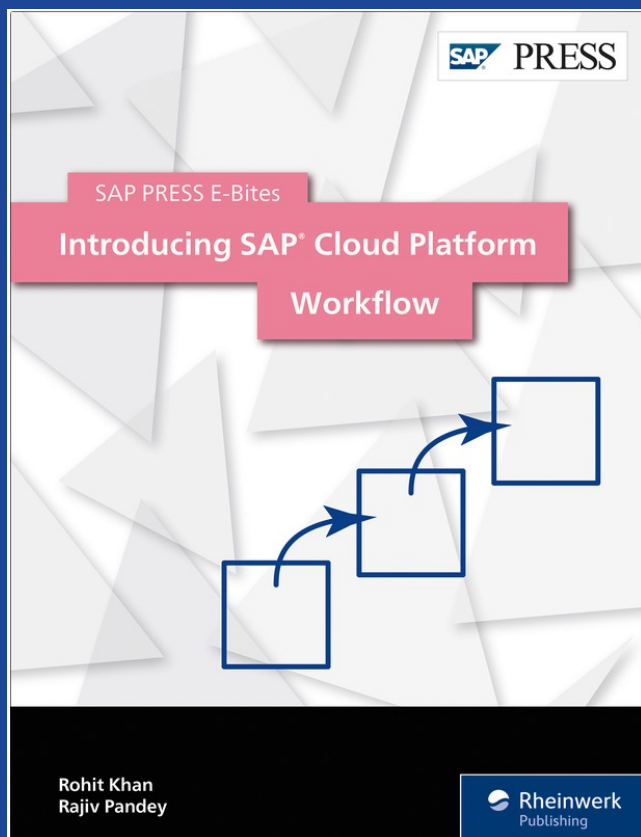 SAP PRESS
SAP PRESS E-Bites
Introducing SAP® Cloud Platform
Workflow
Rohit Khan
Rajiv Pandey
Rheinwerk
Publishing